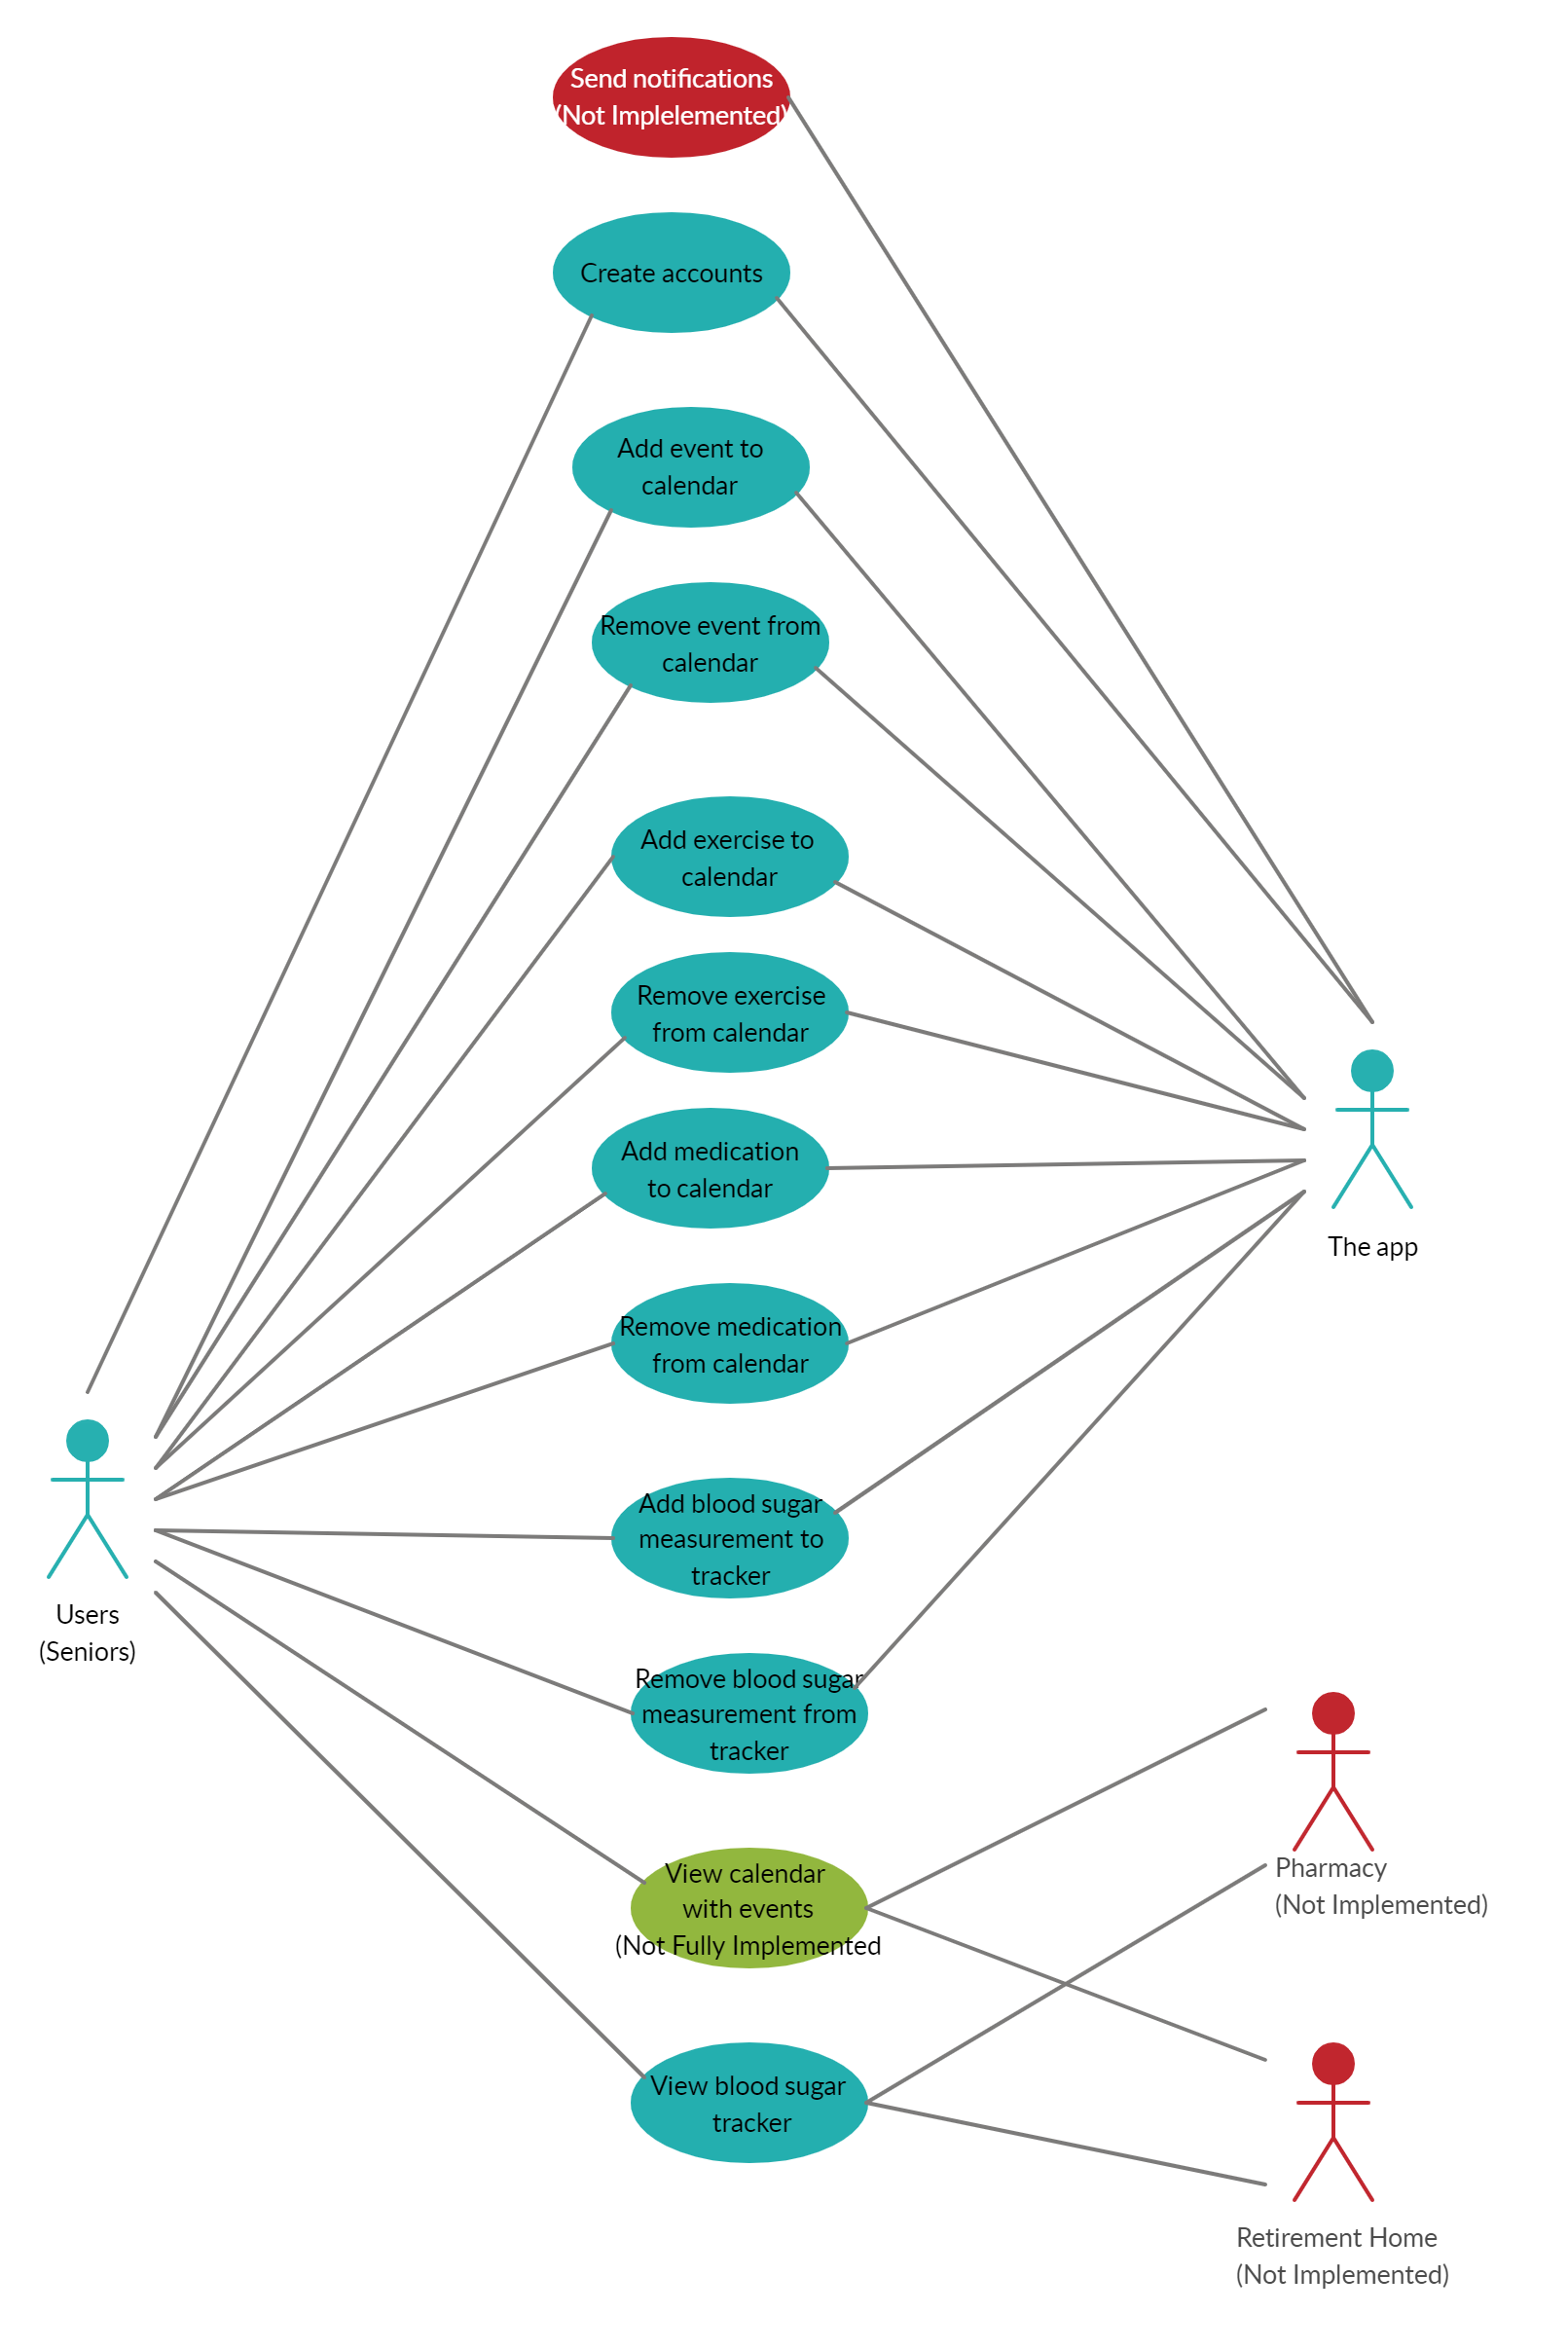 Send notifications
(Not Implelemented)
Create accounts
Add event to
calendar
Remove event from
calendar
Add exercise to
calendar
Remove exercise
from calendar
Add medication
to calendar
The app
Remove medication
from calendar
Add blood sugar
measurement to
tracker
Users
(Seniors)
Remove blood sugar
measurement from
tracker
View calendar
with events
(Not Fully Implemented
Pharmacy
(Not Implemented)
View blood sugar
tracker
Retirement Home
(Not Implemented)